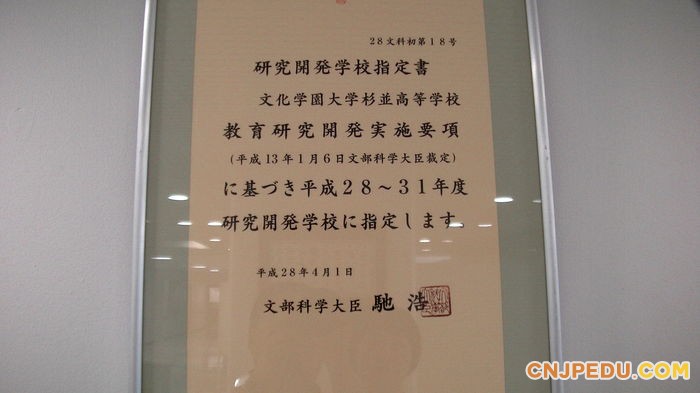 28文科初第18号
研究開発学校指定書
文化学園大学杉並高等学校
教育研究開発実施要項
(平成13年1月6日文部科学大臣裁定)
に基づき平成28～31年度
研究開発学校に指定します。
平成28年4月1日
文部科学大臣 馳 浩
CNJPEDU.COM